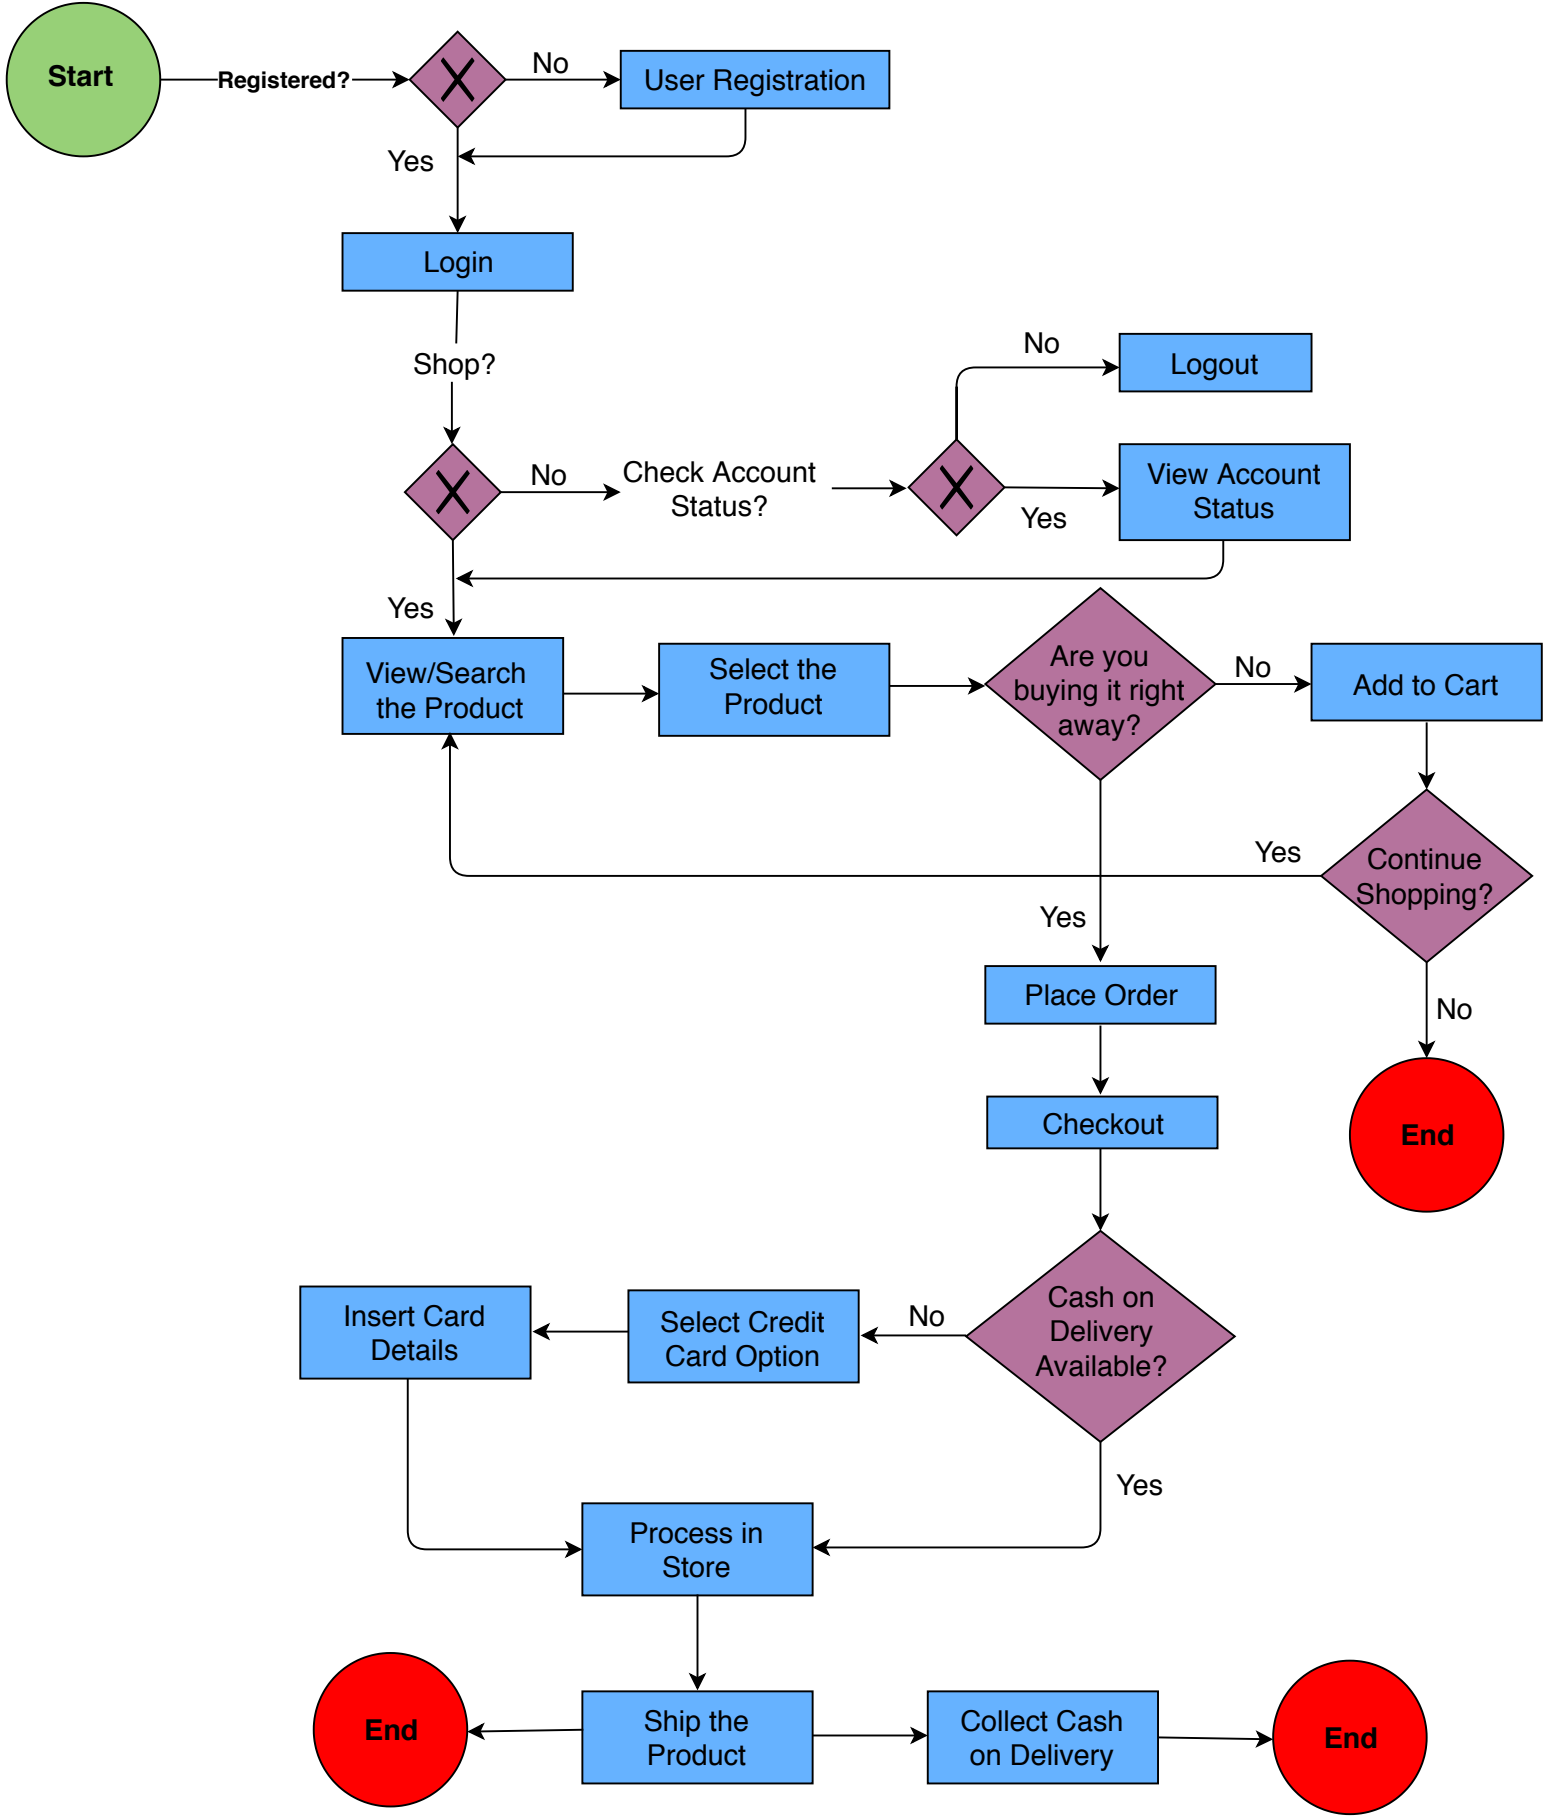 Start
Registered?
No
User Registration
Yes
Login
Shop?
No
Logout
No
Check Account
Status?
View Account
Status
Yes
Yes
View/Search
the Product
Select the
Product
Are you
buying it right
away?
No
Add to Cart
Yes
Continue
Shopping?
Yes
Place Order
No
Checkout
End
Insert Card
Details
Select Credit
Card Option
No
Cash on
Delivery
Available?
Yes
Process in
Store
End
Ship the
Product
Collect Cash
on Delivery
End